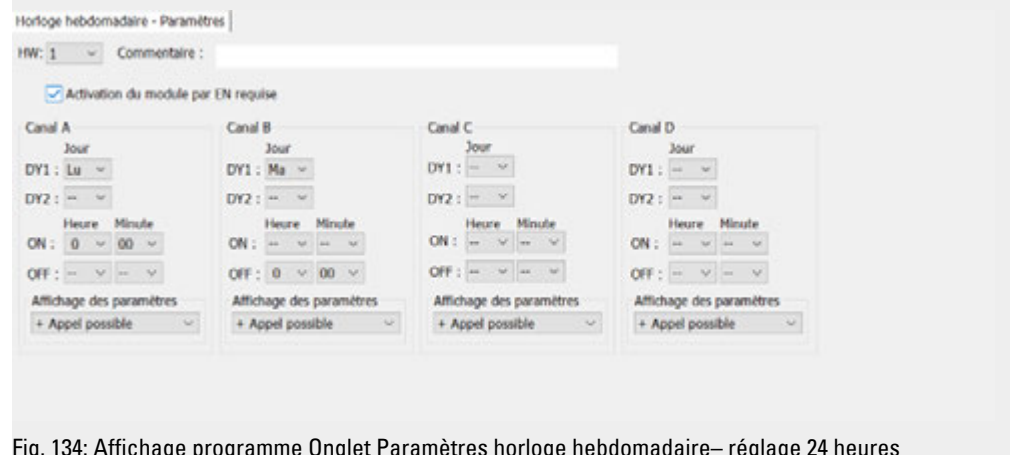 Horloge hebdomadaire - Paramètres
HW: 1 Commentaire :
Activation du module par EN requise
Canal A Canal B Canal C Canal D
Jour Jour Jour Jour
DY1 : Lu DY1 : Ma DY1 : -- DY1 : --
DY2 : -- DY2 : -- DY2 : -- DY2 : --
Heure Minute Heure Minute Heure Minute Heure Minute
ON : 0 00 ON : -- -- ON : -- -- ON : -- --
OFF : -- -- OFF : 0 00 OFF : -- -- OFF : -- --
Affichage des paramètres Affichage des paramètres Affichage des paramètres Affichage des paramètres
+ Appel possible + Appel possible + Appel possible + Appel possible
Fig. 134: Affichage programme Onglet Paramètres horloge hebdomadaire– réglage 24 heures